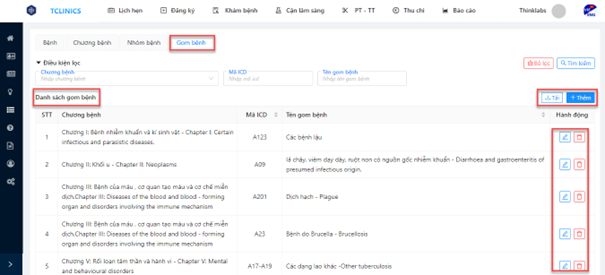 TCLINICS Lịch hẹn Đăng ký Khám bệnh Cận lâm sàng PT - TT Thu chi Báo cáo Thinklabs
Bệnh Chương bệnh Nhóm bệnh Gom bệnh
Điều kiện lọc Bỏ lọc Tìm kiếm
Chương bệnh Mã ICD Tên gom bệnh
Nhập chương bệnh Nhập mã icd Nhập tên gom bệnh
Danh sách gom bệnh Tải + Thêm
STT Chương bệnh Mã ICD Tên gom bệnh Hành động
1 Chương I: Bệnh nhiễm khuẩn và kí sinh vật - Chapter I: Certain infectious and parasistic diseases. A123 Các bệnh lậu
2 Chương II: Khối u - Chapter II: Neoplasms A09 Iả chảy, viêm dạy dày, ruột non có nguồn gốc nhiễm khuẩn - Diarrhoea and gastroenteritis of presumed infectious origin.
3 Chương III: Bệnh của máu , cơ quan tạo máu và cơ chế miễn dịch.Chapter III: Diseases of the blood and blood - forming organ and disorders involving the immune mechanism A201 Dịch hạch - Plague
4 Chương III: Bệnh của máu , cơ quan tạo máu và cơ chế miễn dịch.Chapter III: Diseases of the blood and blood - forming organ and disorders involving the immune mechanism A23 Bệnh do Brucella - Brucellosis
5 Chương V: Rối loạn tâm thần và hành vi - Chapter V: Mental and behavioural disorders A17-A19 Các dạng lao khác -Other tuberculosis